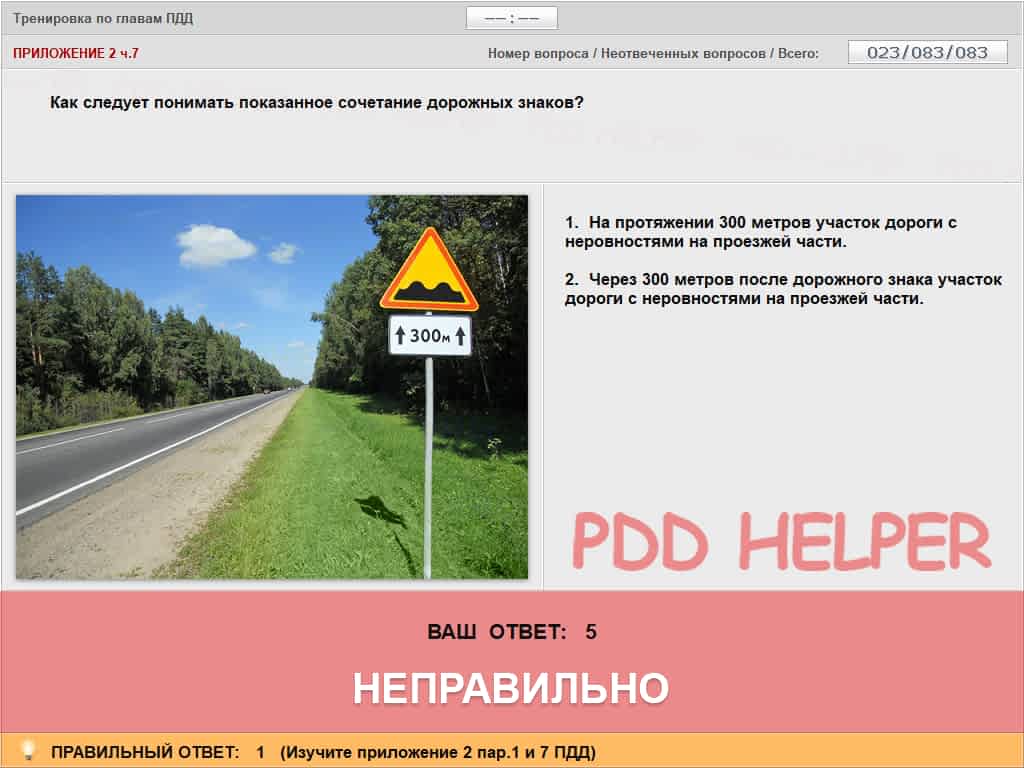 Тренировка по главам ПДД
—— : ——
ПРИЛОЖЕНИЕ 2 ч.7
Номер вопроса / Неотвеченных вопросов / Всего:
023/083/083
Как следует понимать показанное сочетание дорожных знаков?
300м
1. На протяжении 300 метров участок дороги с
неровностями на проезжей части.
2. Через 300 метров после дорожного знака участок
дороги с неровностями на проезжей части.
PDD HELPER
ВАШ ОТВЕТ: 5
НЕПРАВИЛЬНО
ПРАВИЛЬНЫЙ ОТВЕТ: 1 (Изучите приложение 2 пар.1 и 7 ПДД)